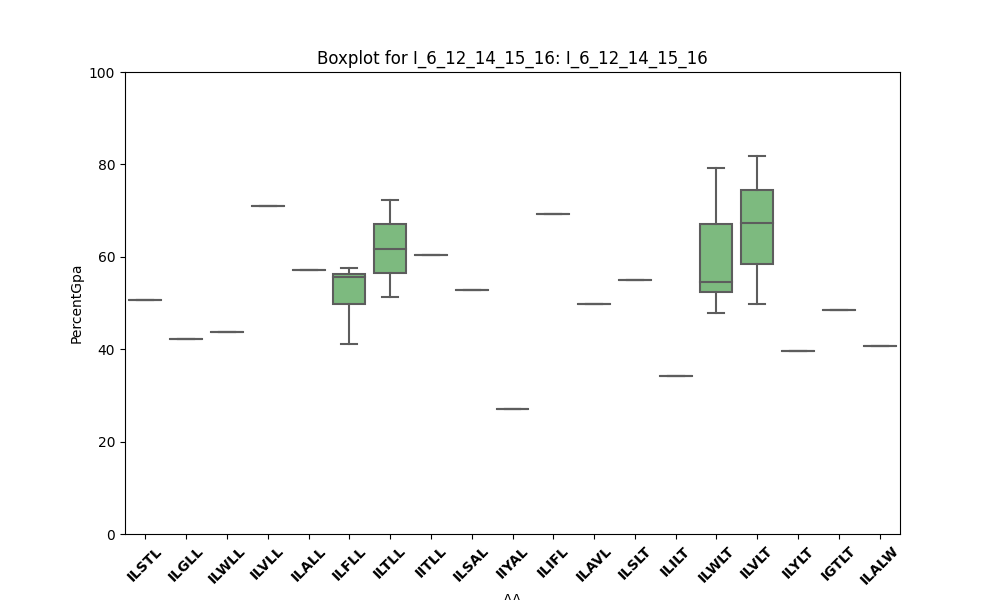 Boxplot for I_6_12_14_15_16: I_6_12_14_15_16
PercentGpa
100
80
60
40
20
0
ILSTL
ILGLL
ILWLL
ILVLL
ILALL
ILFLL
ILTLL
IITLL
ILSAL
IIYAL
ILIFL
ILAVL
ILSLT
ILILT
ILWLT
ILVLT
ILYLT
IGTLT
ILALW
AA